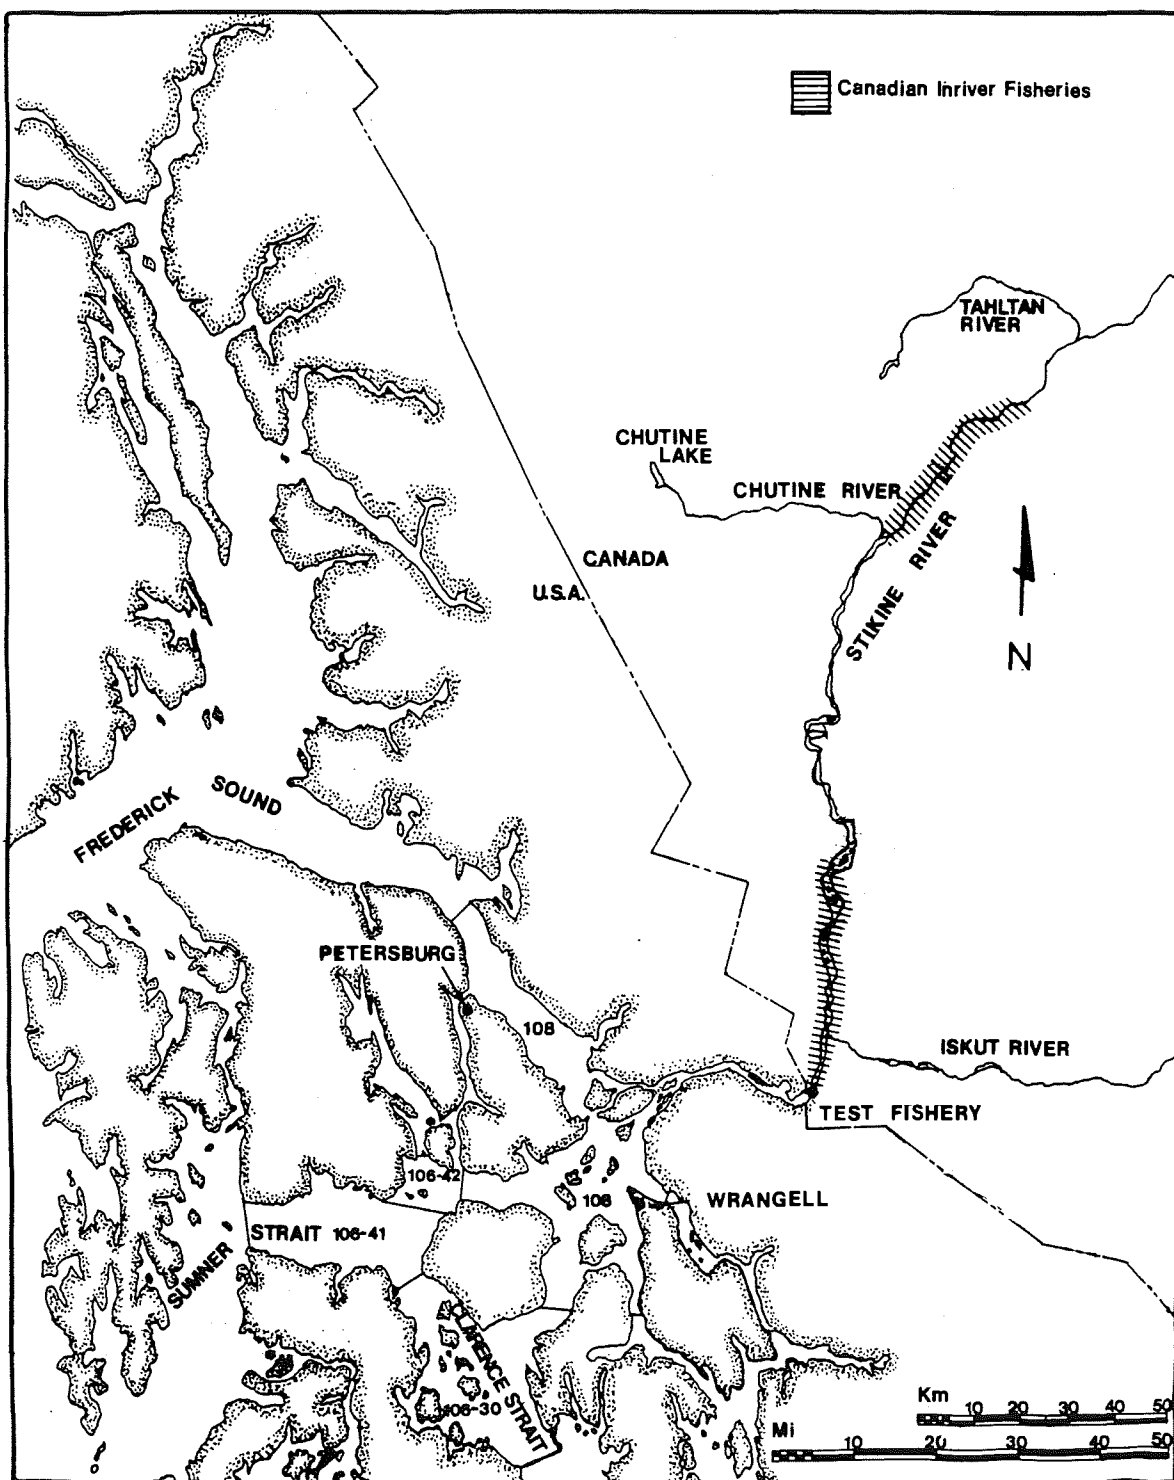 Canadian Inriver Fisheries
TAHLTAN
RIVER
CHUTINE
LAKE
CHUTINE RIVER
CANADA
U.S.A.
STIKINE RIVER
N
FREDERICK SOUND
PETERSBURG
108
ISKUT RIVER
TEST FISHERY
106-42
108
WRANGELL
STRAIT 106-41
SUMNER
CLARENCE STRAIT
106-30
Km
10 20 30 40 50
Mi
10 20 30 40 50